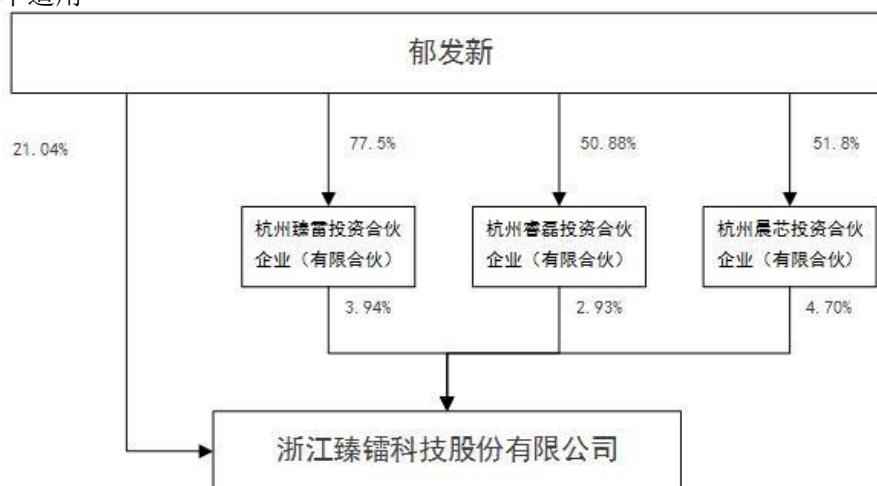 郁发新
21.04%
77.5%
50.88%
51.8%
杭州臻雷投资合伙
企业（有限合伙）
杭州睿磊投资合伙
企业（有限合伙）
杭州晨芯投资合伙
企业（有限合伙）
3.94%
2.93%
4.70%
浙江臻镭科技股份有限公司